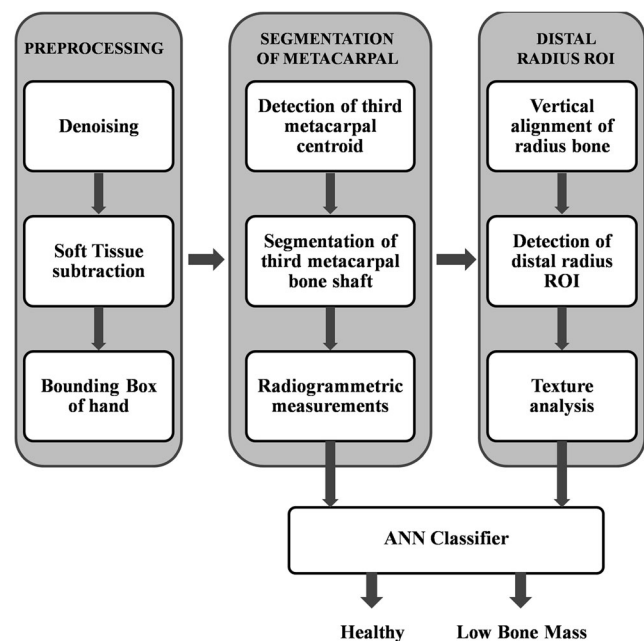 PREPROCESSING
Denoising
Soft Tissue
subtraction
Bounding Box
of hand
SEGMENTATION
OF METACARPAL
Detection of third
metacarpal
centroid
Segmentation of
third metacarpal
bone shaft
Radiogrammetric
measurements
DISTAL
RADIUS ROI
Vertical
alignment of
radius bone
Detection of
distal radius
ROI
Texture
analysis
ANN Classifier
Healthy
Low Bone Mass